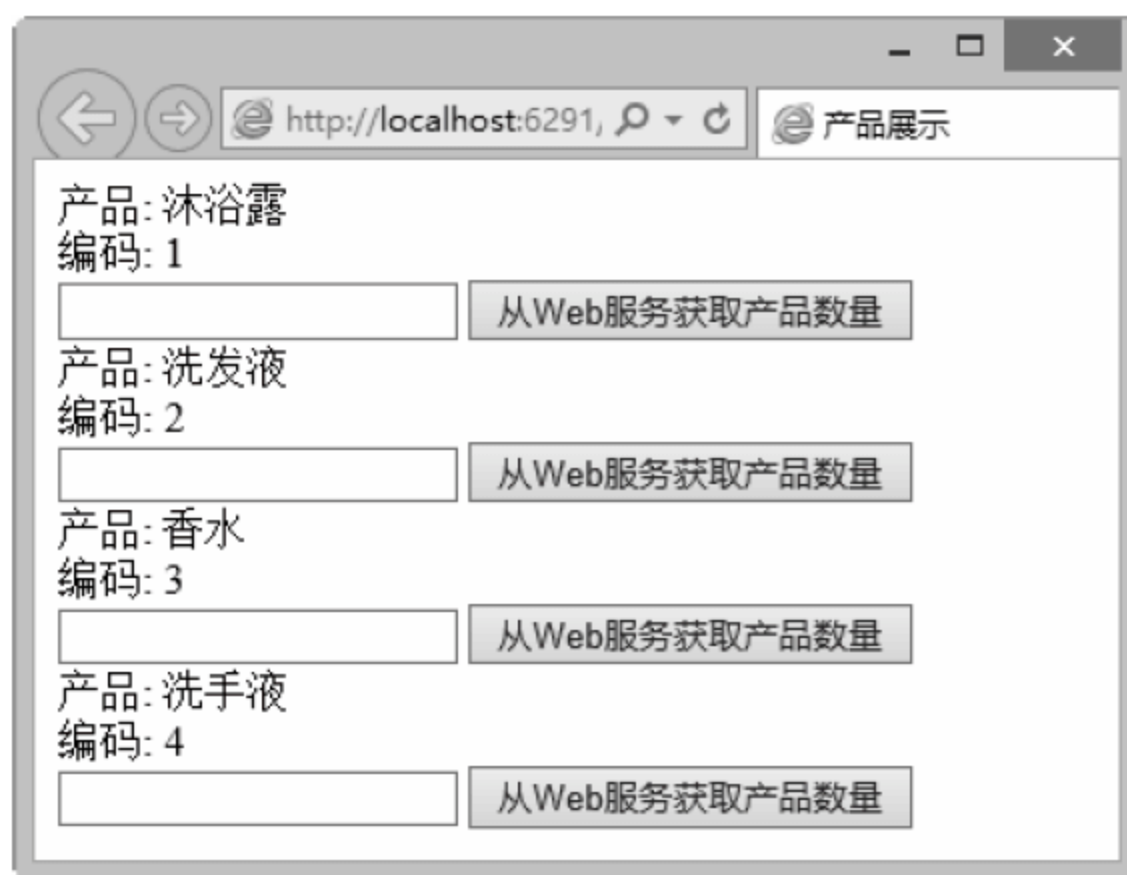 http://localhost:6291, 产品展示
产品: 沐浴露
编码: 1
从Web服务获取产品数量
产品: 洗发液
编码: 2
从Web服务获取产品数量
产品: 香水
编码: 3
从Web服务获取产品数量
产品: 洗手液
编码: 4
从Web服务获取产品数量